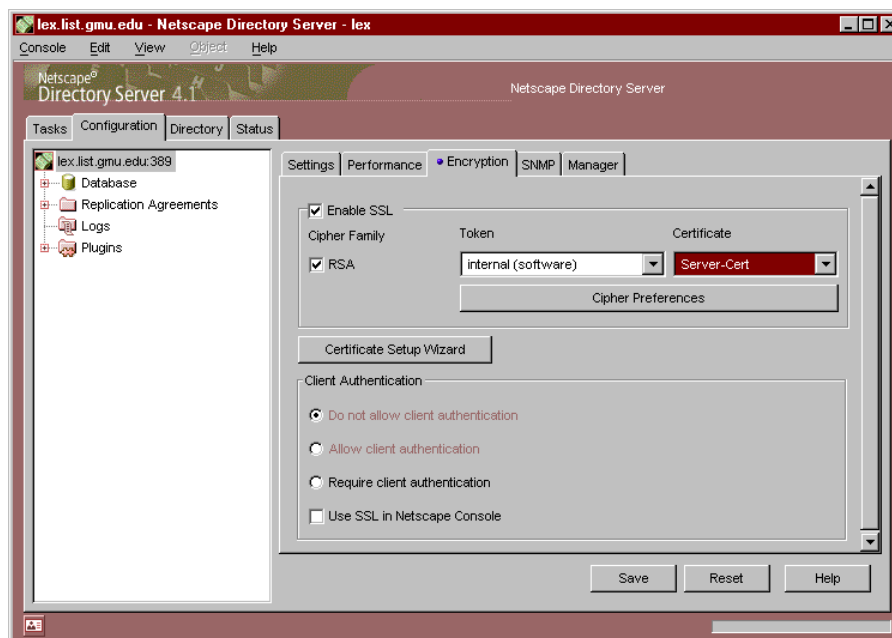 lex.list.gmu.edu - Netscape Directory Server - lex
Console Edit View Object Help
Netscape®
Directory Server 4.1
Netscape Directory Server
Tasks Configuration Directory Status
lex.list.gmu.edu:389
Database
Replication Agreements
Logs
Plugins
Settings Performance Encryption SNMP Manager
Enable SSL
Cipher Family Token Certificate
RSA internal (software) Server-Cert
Cipher Preferences
Certificate Setup Wizard
Client Authentication
Do not allow client authentication
Allow client authentication
Require client authentication
Use SSL in Netscape Console
Save Reset Help